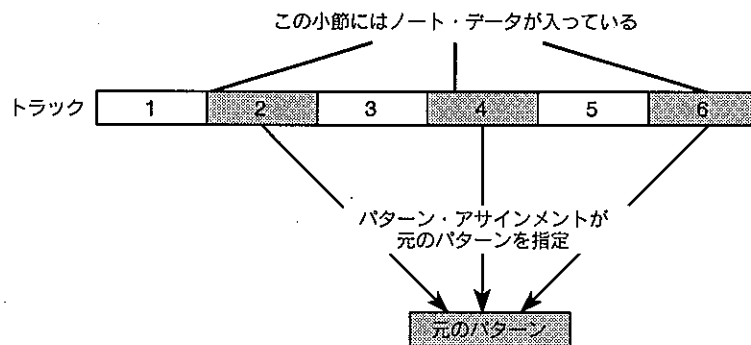 この小節にはノート・データが入っている
トラック 1 2 3 4 5 6
パターン・アサインメントが
元のパターンを指定
元のパターン